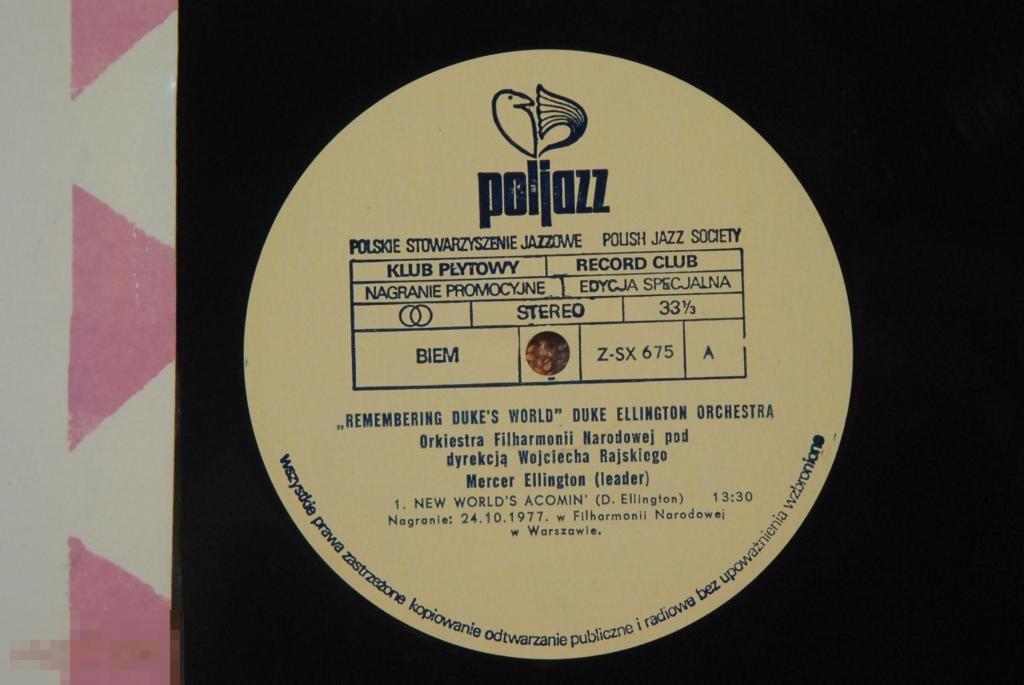 poljazz
POLSKIE STOWARZYSZENIE JAZZOWE POLISH JAZZ SOCIETY
KLUB PŁYTOWY RECORD CLUB
NAGRANIE PROMOCYJNE EDYCJA SPECJALNA
STEREO 33⅓
BIEM Z-SX 675 A
„REMEMBERING DUKE'S WORLD” DUKE ELLINGTON ORCHESTRA
Orkiestra Filharmonii Narodowej pod
dyrekcją Wojciecha Rajskiego
Mercer Ellington (leader)
1. NEW WORLD'S ACOMIN' (D. Ellington) 13:30
Nagranie: 24.10.1977. w Filharmonii Narodowej
w Warszawie.
wszystkie prawa zastrzeżone kopiowanie odtwarzanie publiczne i radiowe bez upoważnienia wzbronione